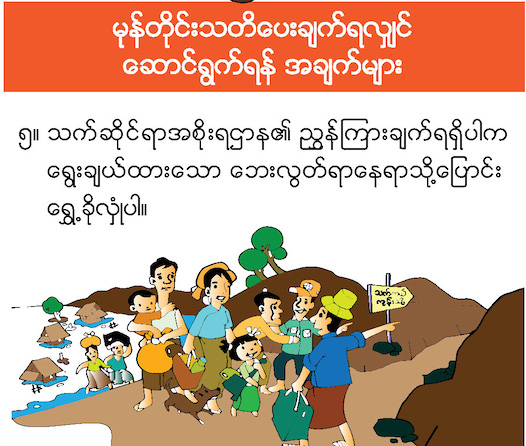 မုန်တိုင်းသတိပေးချက်ရလျှင်
ဆောင်ရွက်ရန် အချက်များ
၅။ သက်ဆိုင်ရာအစိုးရဌာန၏ ညွှန်ကြားချက်ရရှိပါက
ရွေးချယ်ထားသော ဘေးလွတ်ရာနေရာသို့ပြောင်း
ရွှေ့ခိုလှုံပါ။